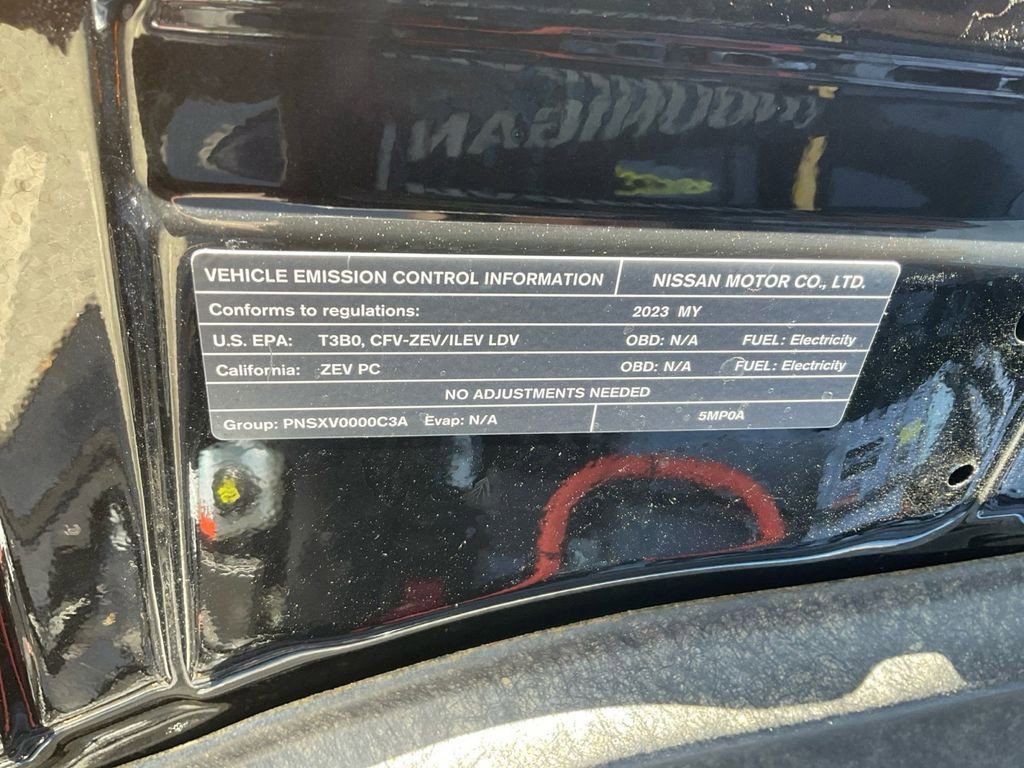 VEHICLE EMISSION CONTROL INFORMATION NISSAN MOTOR CO., LTD.
Conforms to regulations: 2023 MY
U.S. EPA: T3B0, CFV-ZEV/ILEV LDV OBD: N/A FUEL: Electricity
California: ZEV PC OBD: N/A FUEL: Electricity
NO ADJUSTMENTS NEEDED
Group: PNSXV0000C3A Evap: N/A 5MP0A